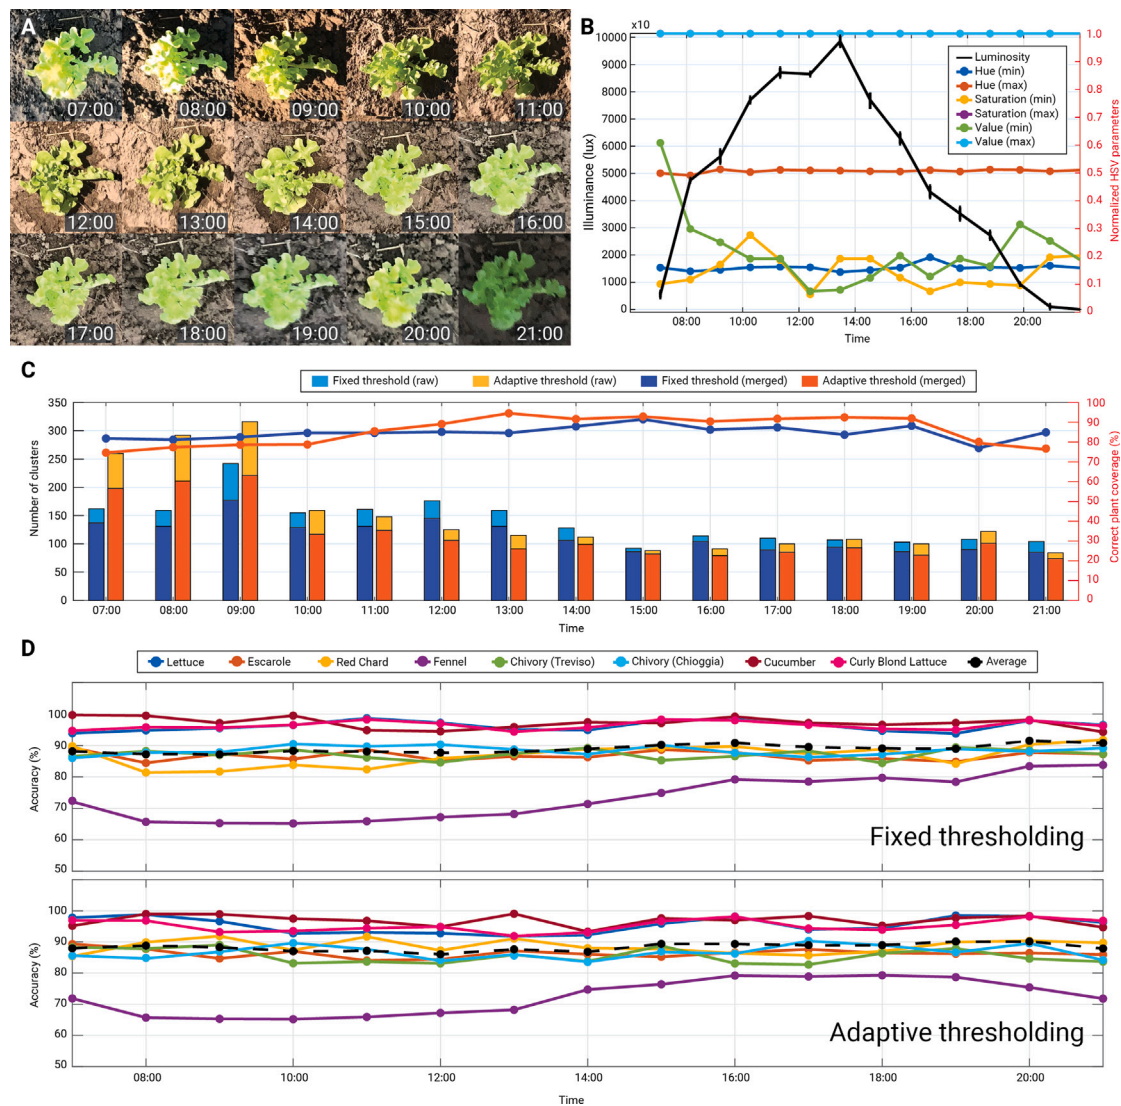 A
07:00
08:00
09:00
10:00
11:00
12:00
13:00
14:00
15:00
16:00
17:00
18:00
19:00
20:00
21:00
B
x10
10000
9000
8000
7000
6000
5000
4000
3000
2000
1000
0
Illuminance (lux)
Luminosity
Hue (min)
Hue (max)
Saturation (min)
Saturation (max)
Value (min)
Value (max)
1.0
0.9
0.8
0.7
0.6
0.5
0.4
0.3
0.2
0.1
0
Normalized HSV parameters
08:00 10:00 12:00 14:00 16:00 18:00 20:00
Time
C
Fixed threshold (raw) Adaptive threshold (raw) Fixed threshold (merged) Adaptive threshold (merged)
350
300
250
200
150
100
50
0
Number of clusters
100
90
80
70
60
50
40
30
20
10
0
Correct plant coverage (%)
07:00 08:00 09:00 10:00 11:00 12:00 13:00 14:00 15:00 16:00 17:00 18:00 19:00 20:00 21:00
Time
D
Lettuce Escarole Red Chard Fennel Chivory (Treviso) Chivory (Chioggia) Cucumber Curly Blond Lattuce Average
100
90
80
70
60
50
Accuracy (%)
Fixed thresholding
100
90
80
70
60
50
Accuracy (%)
Adaptive thresholding
08:00 10:00 12:00 14:00 16:00 18:00 20:00
Time